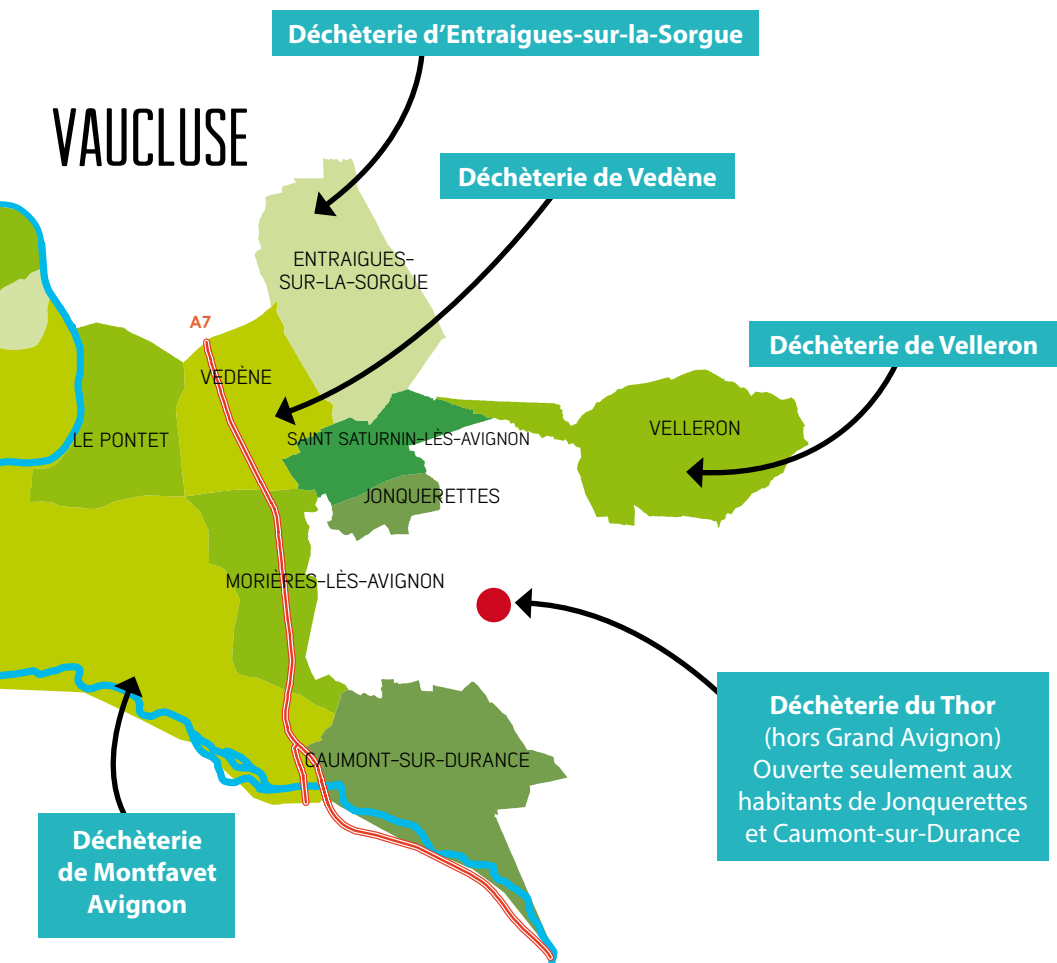 Déchèterie d'Entraigues-sur-la-Sorgue
VAUCLUSE
Déchèterie de Vedène
ENTRAIGUES-
SUR-LA-SORGUE
A7
Déchèterie de Velleron
VEDÈNE
VELLERON
LE PONTET
SAINT SATURNIN-LÈS-AVIGNON
JONQUERETTES
MORIÈRES-LÈS-AVIGNON
Déchèterie du Thor
(hors Grand Avignon)
Ouverte seulement aux
habitants de Jonquerettes
et Caumont-sur-Durance
CAUMONT-SUR-DURANCE
Déchèterie
de Montfavet
Avignon